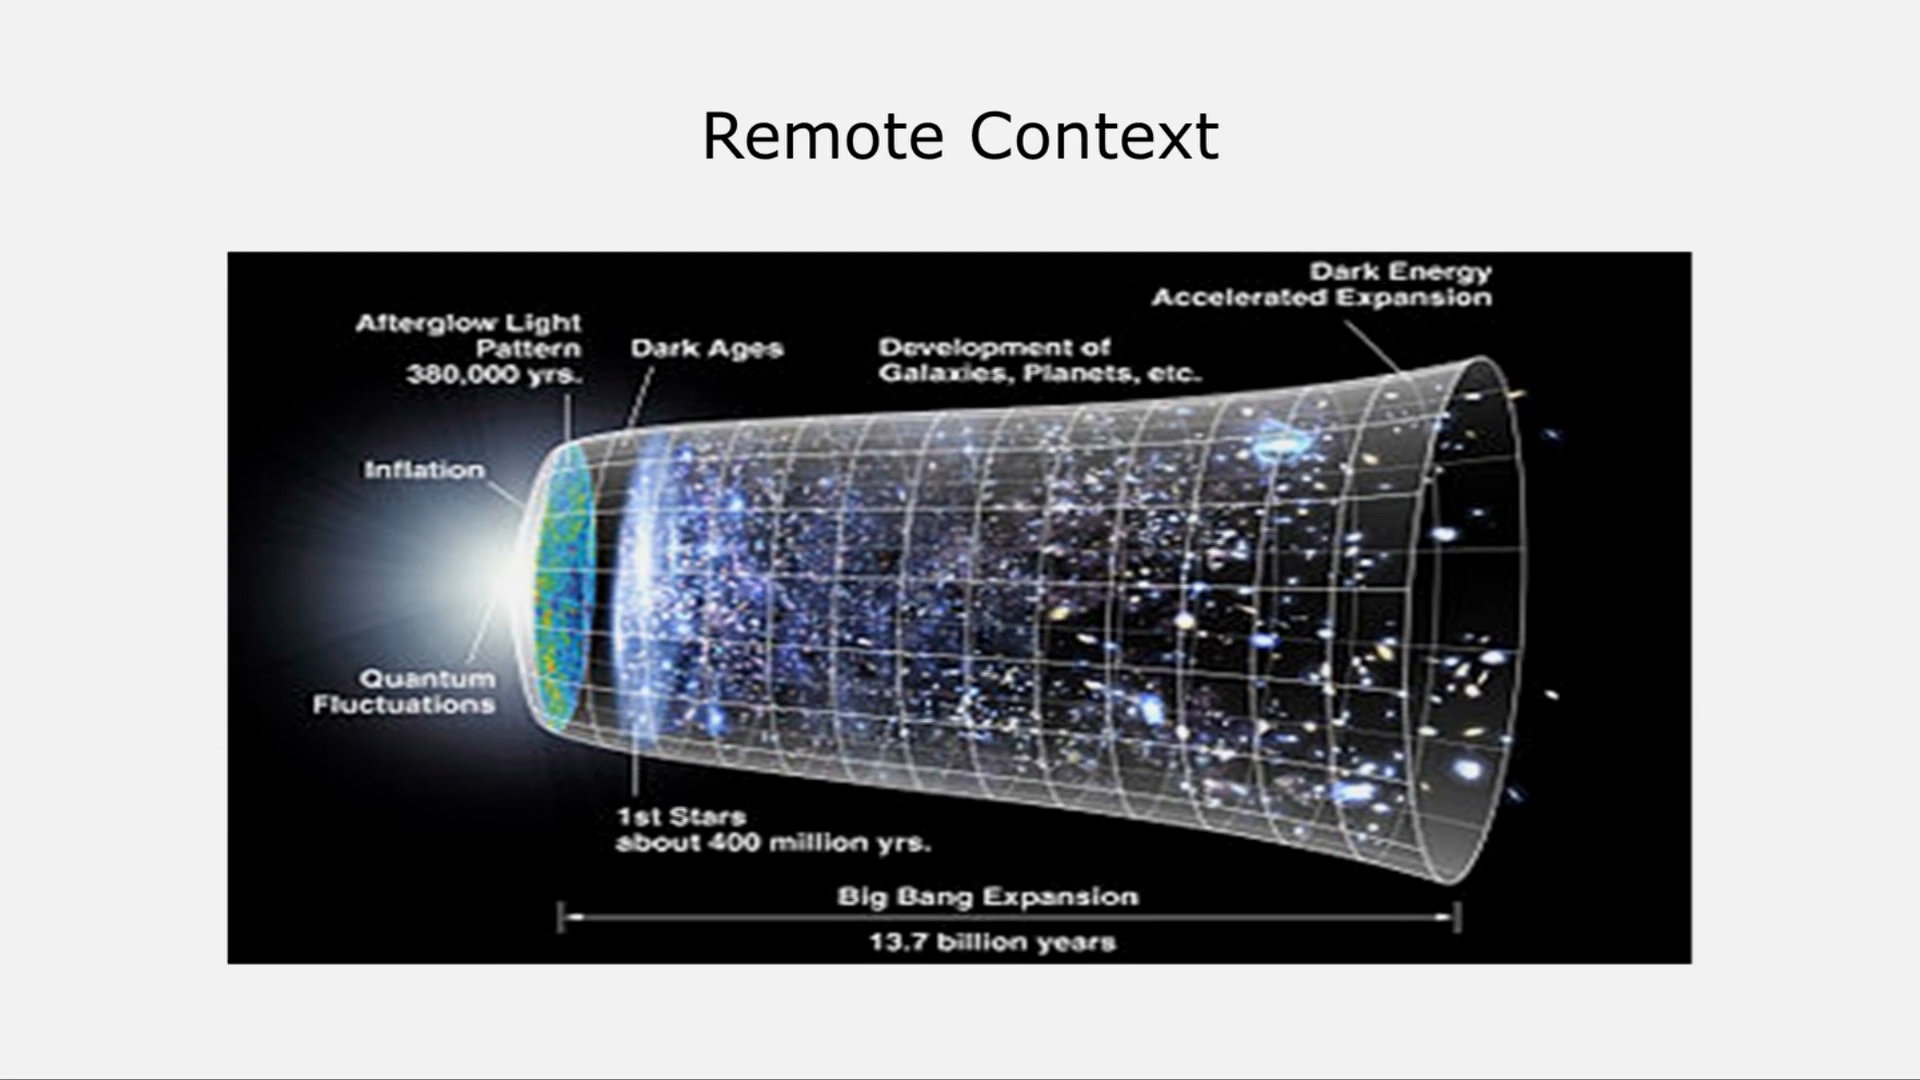 Remote Context
Dark Energy
Accelerated Expansion
Afterglow Light
Pattern
380,000 yrs.
Dark Ages
Development of
Galaxies, Planets, etc.
Inflation
Quantum
Fluctuations
1st Stars
about 400 million yrs.
Big Bang Expansion
13.7 billion years